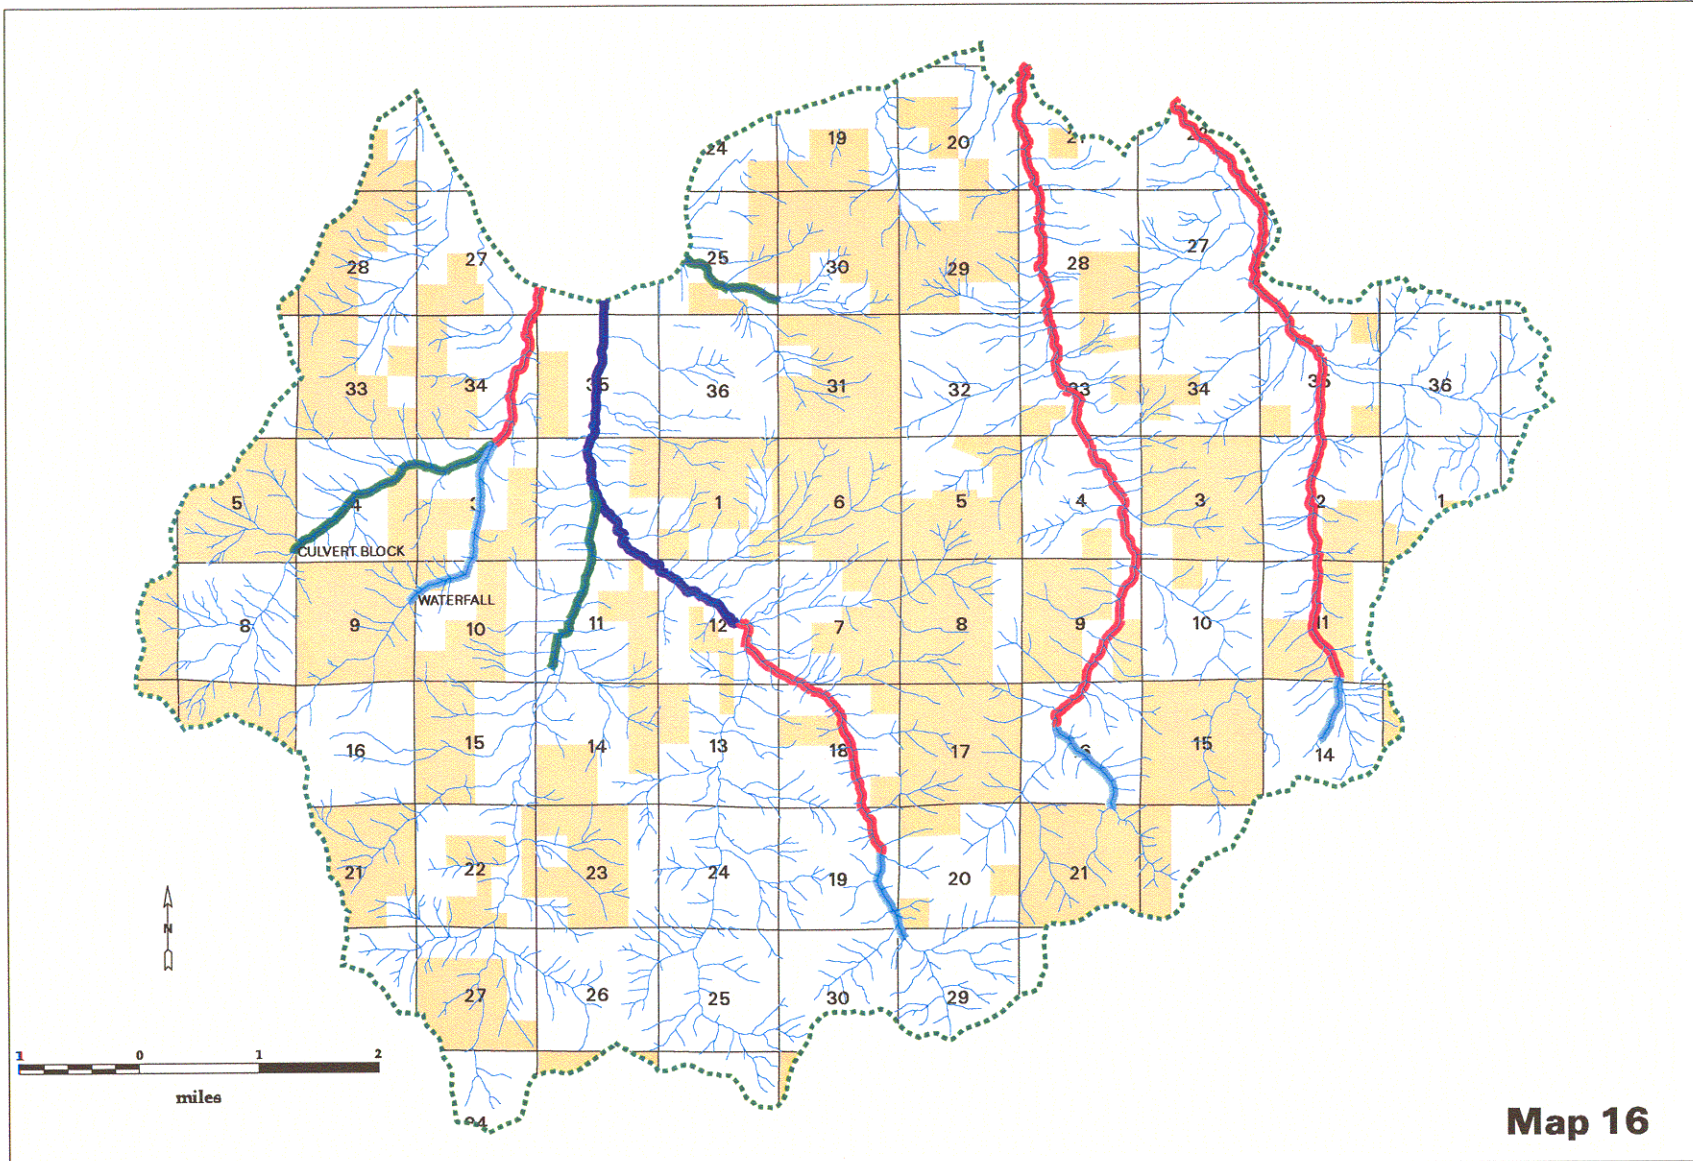 24 19 20 21
28 27 25 30 29 28 27
33 34 35 36 31 32 33 34 35 36
5 4 3 1 6 5 4 3 2 1
CULVERT BLOCK
WATERFALL
8 9 10 11 12 7 8 9 10 11
16 15 14 13 18 17 6 15 14
21 22 23 24 19 20 21
N
27 26 25 30 29
1 0 1 2
miles
Map 16